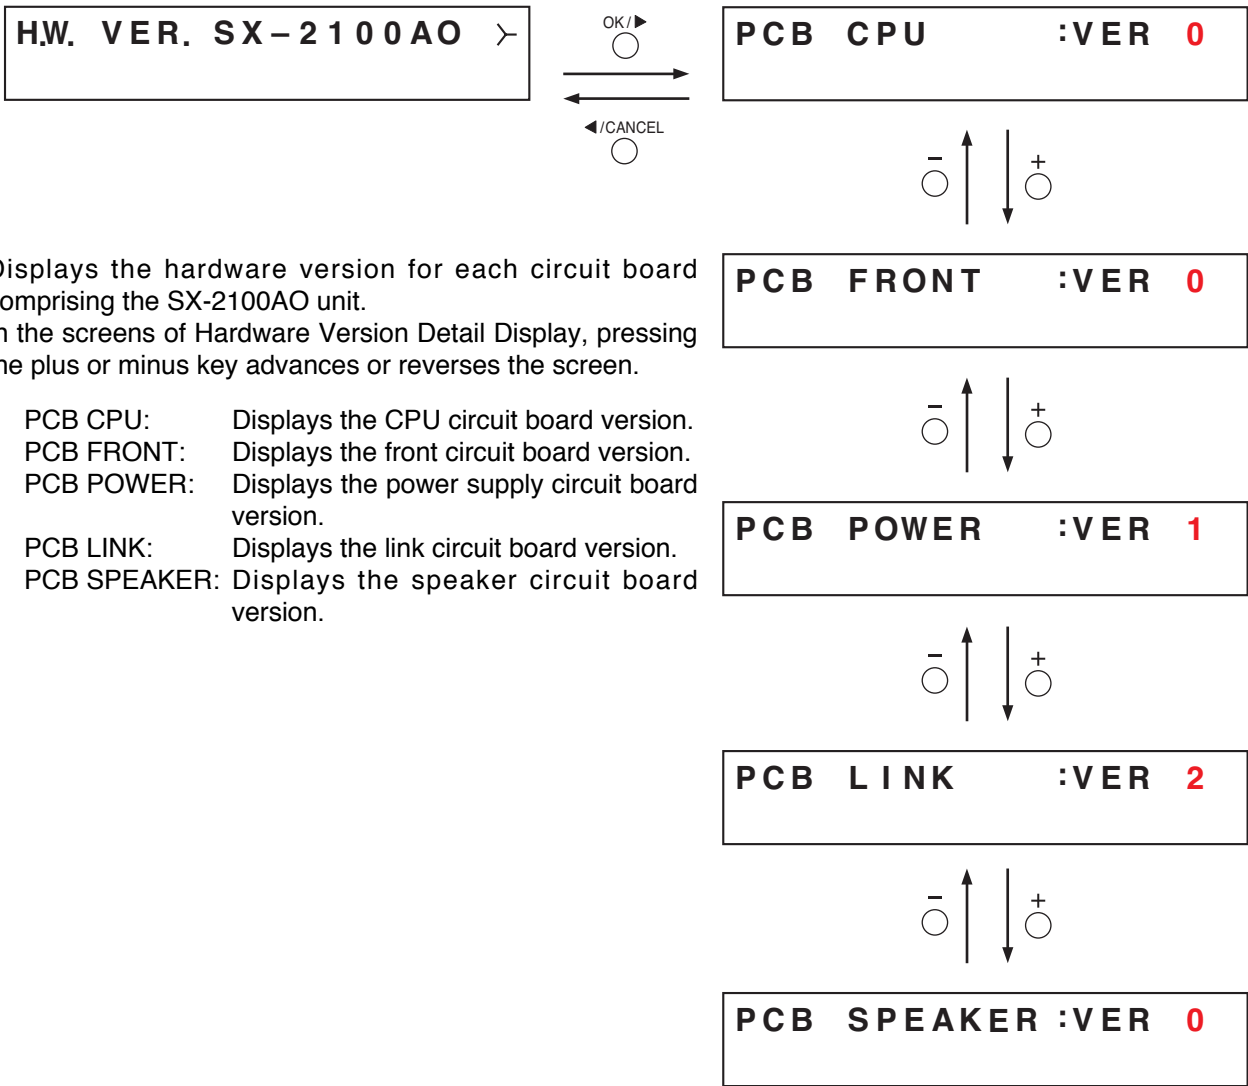 H.W. VER. SX–2100AO
OK/▶
◀/CANCEL
PCB CPU :VER 0
– +
Displays the hardware version for each circuit board
comprising the SX-2100AO unit.
In the screens of Hardware Version Detail Display, pressing
the plus or minus key advances or reverses the screen.
PCB CPU: Displays the CPU circuit board version.
PCB FRONT: Displays the front circuit board version.
PCB POWER: Displays the power supply circuit board
version.
PCB LINK: Displays the link circuit board version.
PCB SPEAKER: Displays the speaker circuit board
version.
PCB FRONT :VER 0
– +
PCB POWER :VER 1
– +
PCB LINK :VER 2
– +
PCB SPEAKER :VER 0